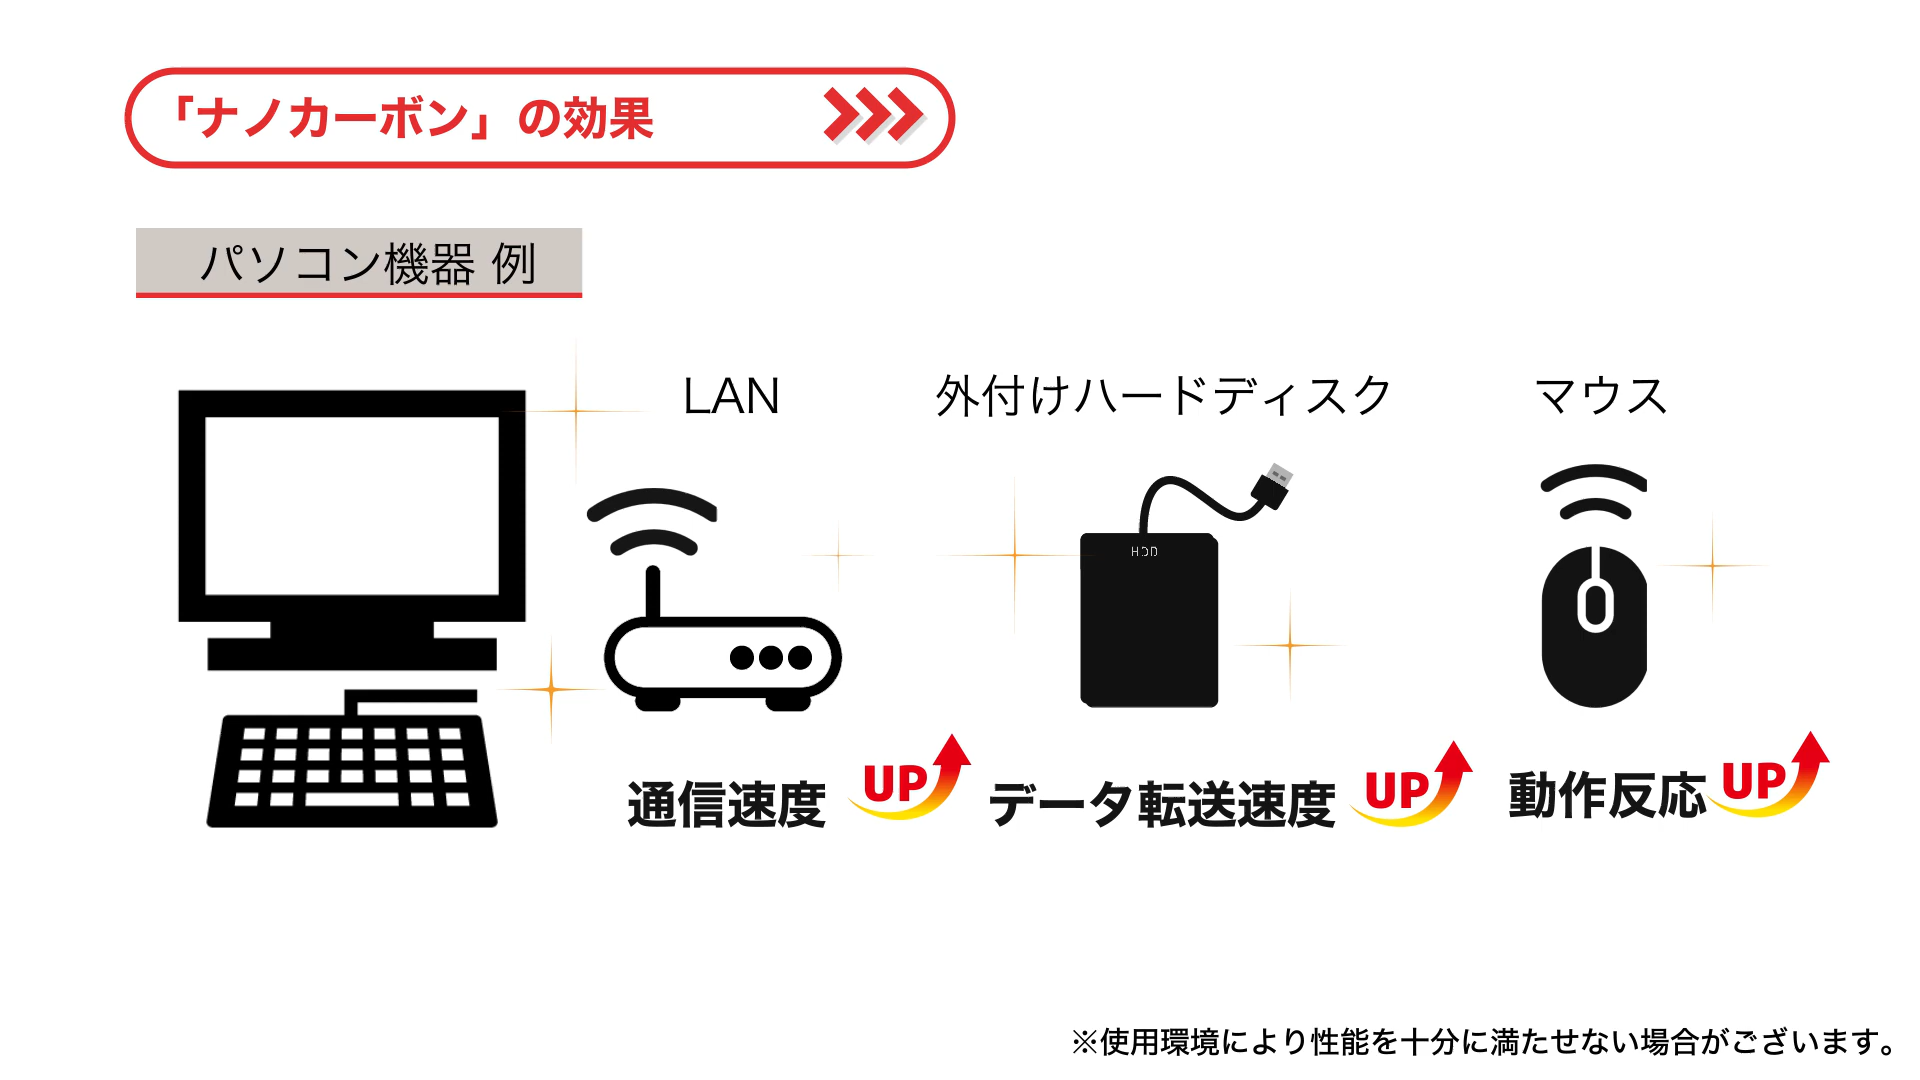 「ナノカーボン」の効果
パソコン機器 例
LAN
外付けハードディスク
マウス
HDD
通信速度 UP
データ転送速度 UP
動作反応 UP
※使用環境により性能を十分に満たせない場合がございます。